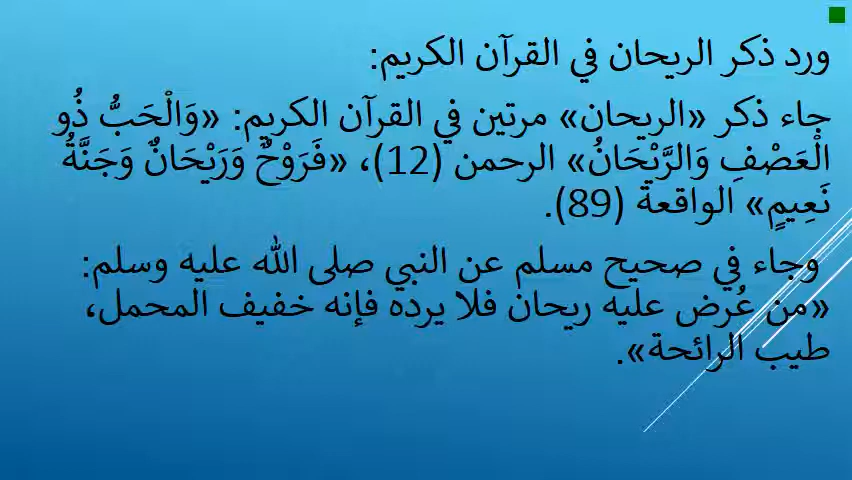 ورد ذكر الريحان في القرآن الكريم:
جاء ذكر «الريحان» مرتين في القرآن الكريم: «وَالْحَبُّ ذُو
الْعَصْفِ وَالرَّيْحَانُ» الرحمن (12)، «فَرَوْحٌ وَرَيْحَانٌ وَجَنَّةُ
نَعِيمٍ» الواقعة (89).
وجاء في صحيح مسلم عن النبي صلى الله عليه وسلم:
«من عُرض عليه ريحان فلا يرده فإنه خفيف المحمل،
طيب الرائحة».